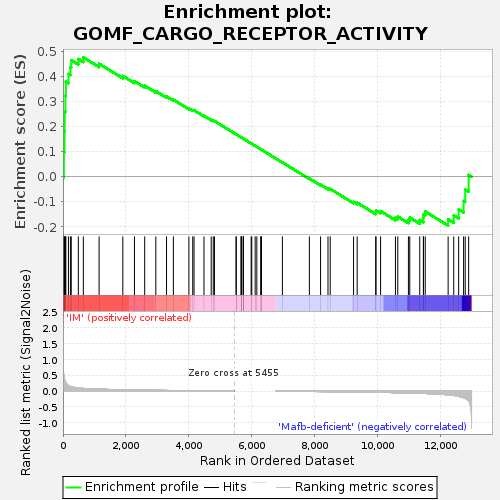 Enrichment plot:
GOMF_CARGO_RECEPTOR_ACTIVITY
Enrichment score (ES)
0.5
0.4
0.3
0.2
0.1
0.0
-0.1
-0.2
Ranked list metric (Signal2Noise)
2.5
2.0
1.5
1.0
0.5
0.0
-0.5
-1.0
'IM' (positively correlated)
Zero cross at 5455
'Mafb-deficient' (negatively correlated)
0 2,000 4,000 6,000 8,000 10,000 12,000
Rank in Ordered Dataset
Enrichment profile Hits Ranking metric scores